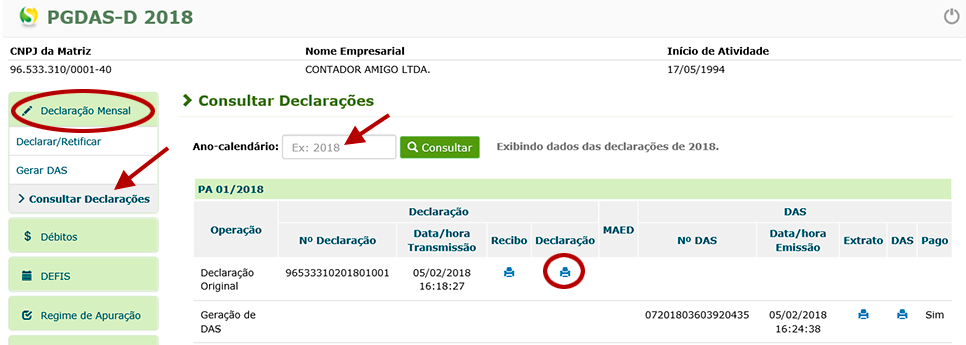 PGDAS-D 2018
CNPJ da Matriz Nome Empresarial Início de Atividade
96.533.310/0001-40 CONTADOR AMIGO LTDA. 17/05/1994
Declaração Mensal
Declarar/Retificar
Gerar DAS
Consultar Declarações
$ Débitos
DEFIS
Regime de Apuração
Consultar Declarações
Ano-calendário: Ex: 2018 Consultar Exibindo dados das declarações de 2018.
PA 01/2018
Operação Declaração MAED DAS
Nº Declaração Data/hora Transmissão Recibo Declaração Nº DAS Data/hora Emissão Extrato DAS Pago
Declaração Original 96533310201801001 05/02/2018 16:18:27
Geração de DAS 07201803603920435 05/02/2018 16:24:38 Sim